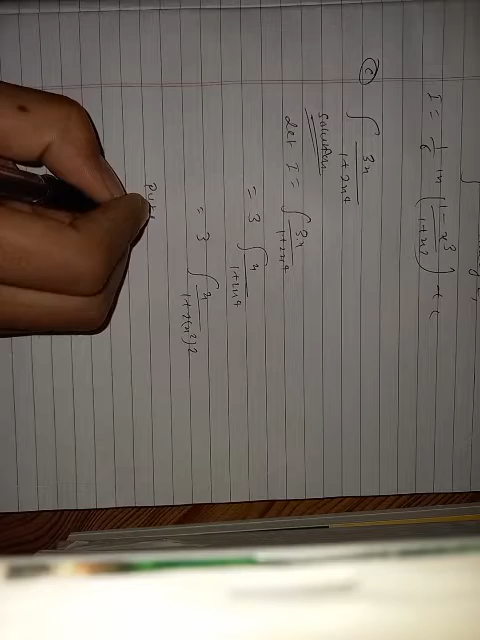 I = 1/6 ln (1 - x³ / 1 + x³) + c
(c) ∫ 3x / 1 + 2x⁴
Solution
Let I = ∫ 3x / 1 + 2x⁴
= 3 ∫ x / 1 + 2x⁴
= 3 ∫ x / 1 + 2(x²)²
put